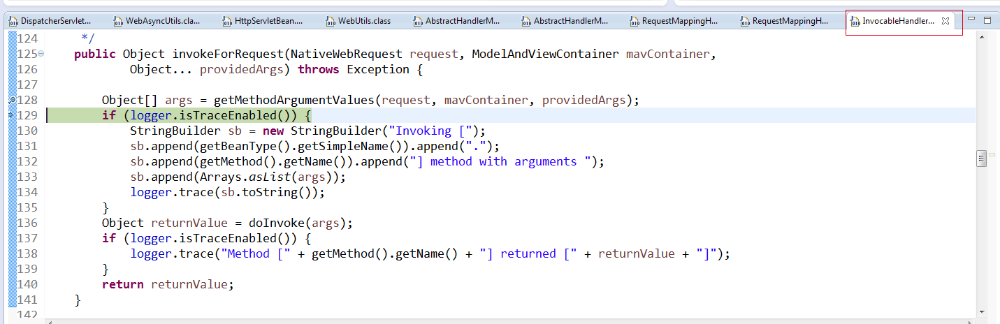 DispatcherServlet... WebAsyncUtils.cla... HttpServletBean.... WebUtils.class AbstractHandlerM... AbstractHandlerM... RequestMappingH... RequestMappingH... InvocableHandler...
124 */
125 public Object invokeForRequest(NativeWebRequest request, ModelAndViewContainer mavContainer,
126 Object... providedArgs) throws Exception {
127
128 Object[] args = getMethodArgumentValues(request, mavContainer, providedArgs);
129 if (logger.isTraceEnabled()) {
130 StringBuilder sb = new StringBuilder("Invoking [");
131 sb.append(getBeanType().getSimpleName()).append(".");
132 sb.append(getMethod().getName()).append("] method with arguments ");
133 sb.append(Arrays.asList(args));
134 logger.trace(sb.toString());
135 }
136 Object returnValue = doInvoke(args);
137 if (logger.isTraceEnabled()) {
138 logger.trace("Method [" + getMethod().getName() + "] returned [" + returnValue + "]");
139 }
140 return returnValue;
141 }
142